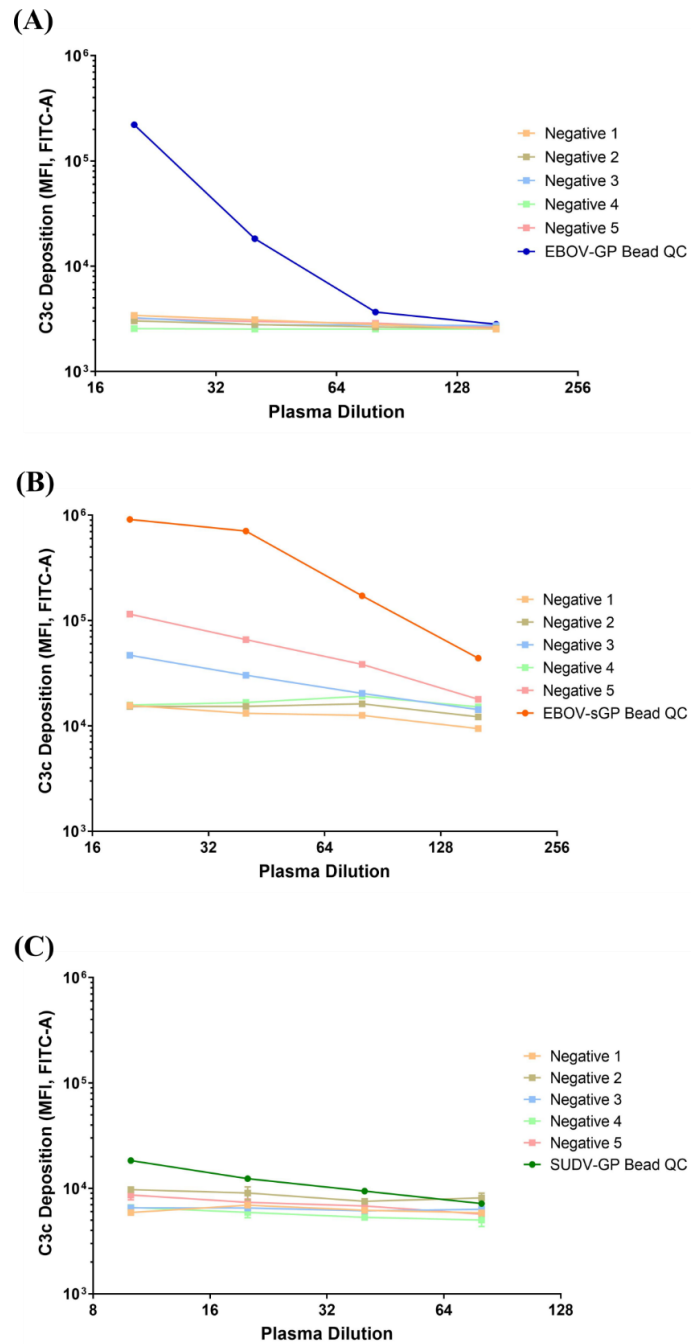 (A)
C3c Deposition (MFI, FITC-A)
10⁶
10⁵
10⁴
10³
16 32 64 128 256
Plasma Dilution
Negative 1
Negative 2
Negative 3
Negative 4
Negative 5
EBOV-GP Bead QC
(B)
C3c Deposition (MFI, FITC-A)
10⁶
10⁵
10⁴
10³
16 32 64 128 256
Plasma Dilution
Negative 1
Negative 2
Negative 3
Negative 4
Negative 5
EBOV-sGP Bead QC
(C)
C3c Deposition (MFI, FITC-A)
10⁶
10⁵
10⁴
10³
8 16 32 64 128
Plasma Dilution
Negative 1
Negative 2
Negative 3
Negative 4
Negative 5
SUDV-GP Bead QC